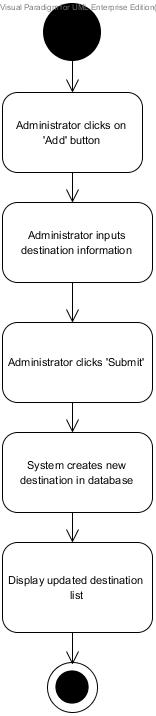 Visual Paradigm for UML Enterprise Edition(
Administrator clicks on
'Add' button
Administrator inputs
destination information
Administrator clicks 'Submit'
System creates new
destination in database
Display updated destination
list